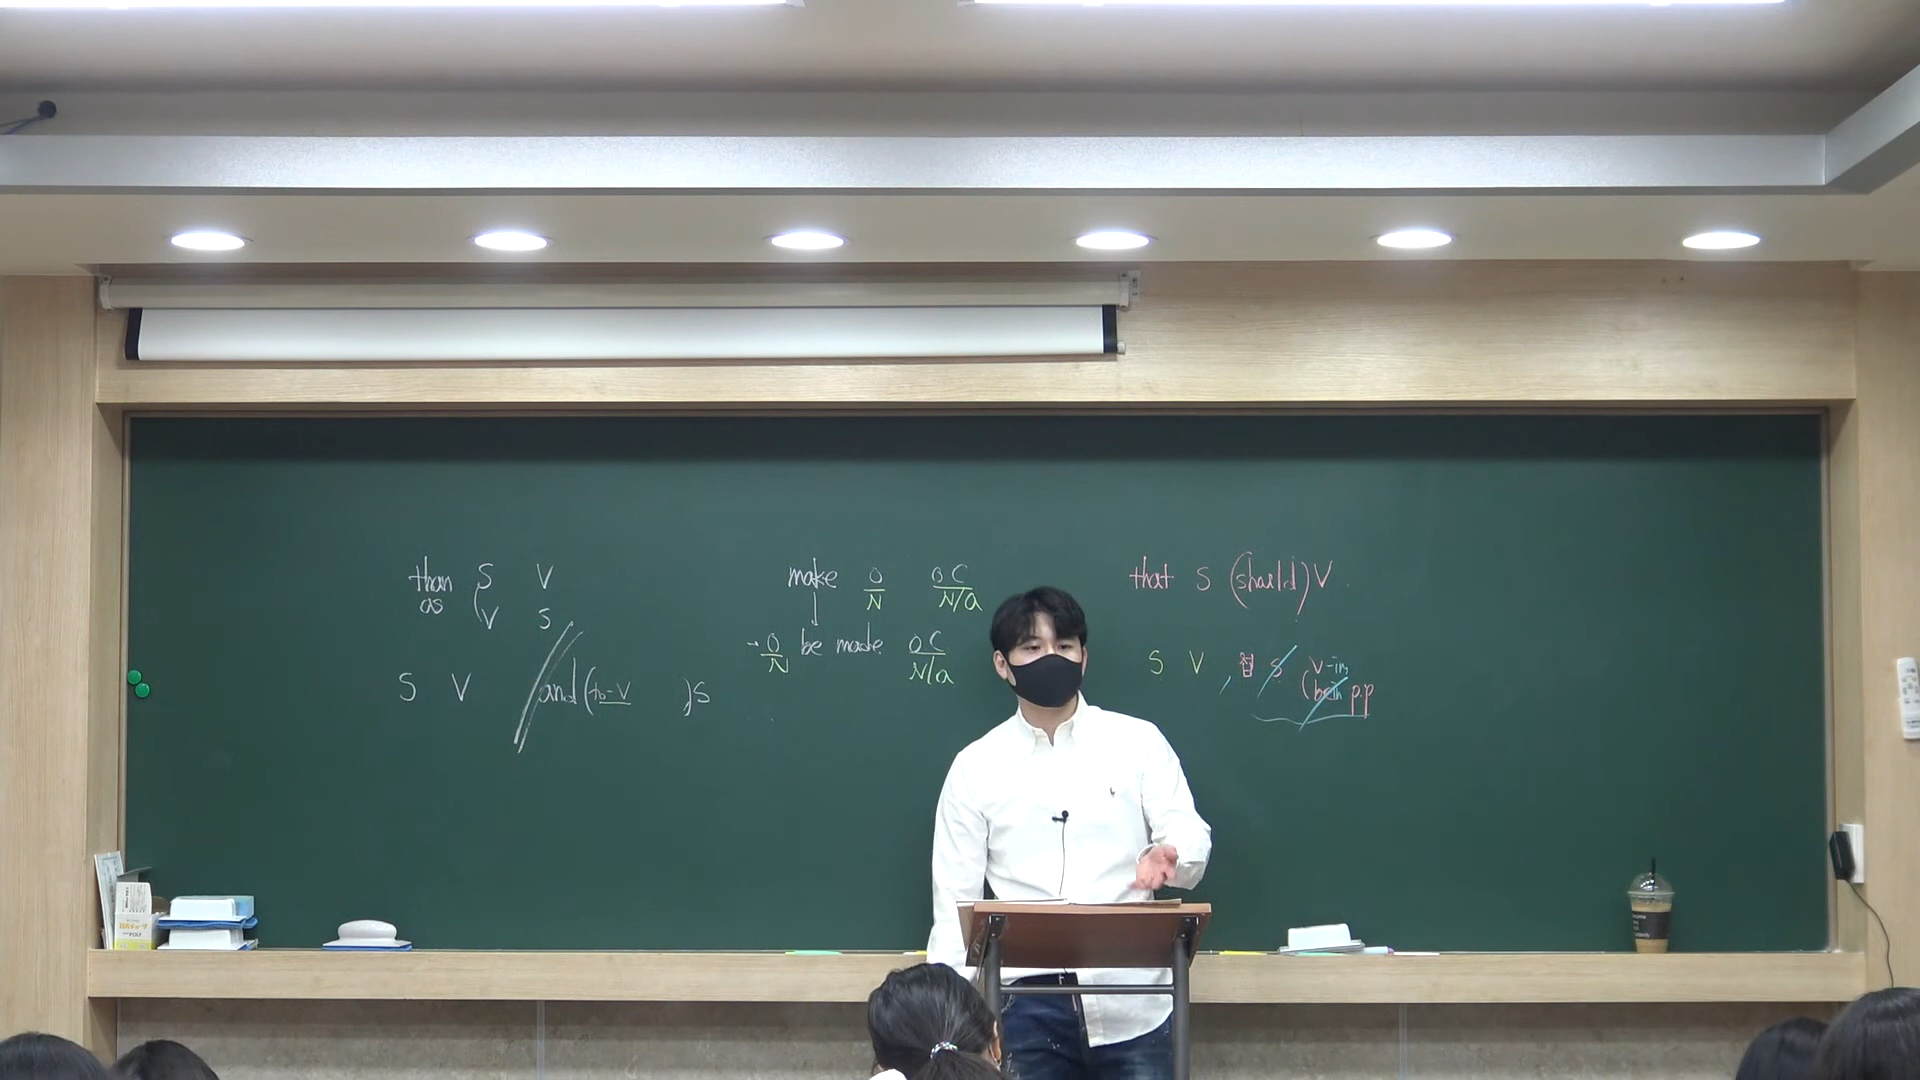 than S V
as (V S
S V and (to-V )S
make O OC
N N/a
→ O be made OC
N N/a
that S (should) V
S V , 접 S V-ing
(being p.p